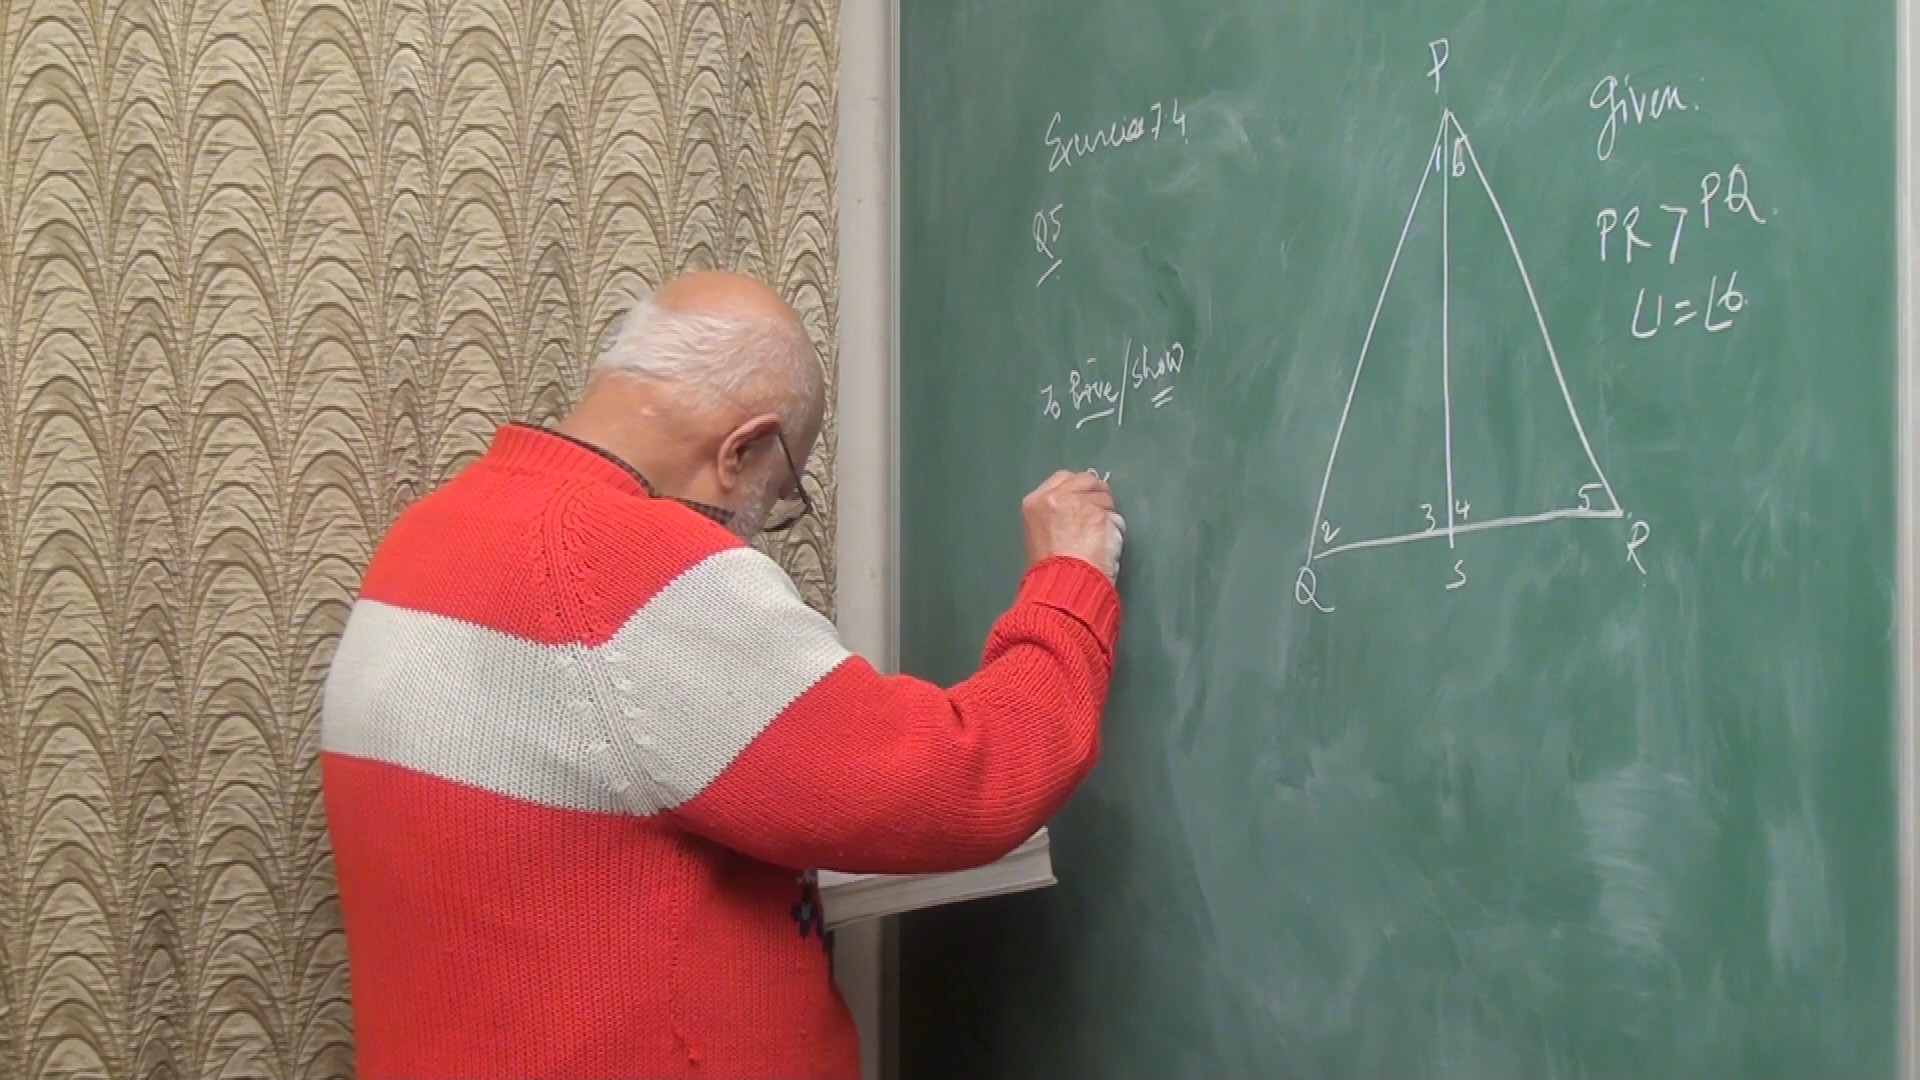 Exercise 7.4
Q5
To Prove/Show
P
1 6
2 3 4 5
Q S R
Given:
PR > PQ
∠1 = ∠6